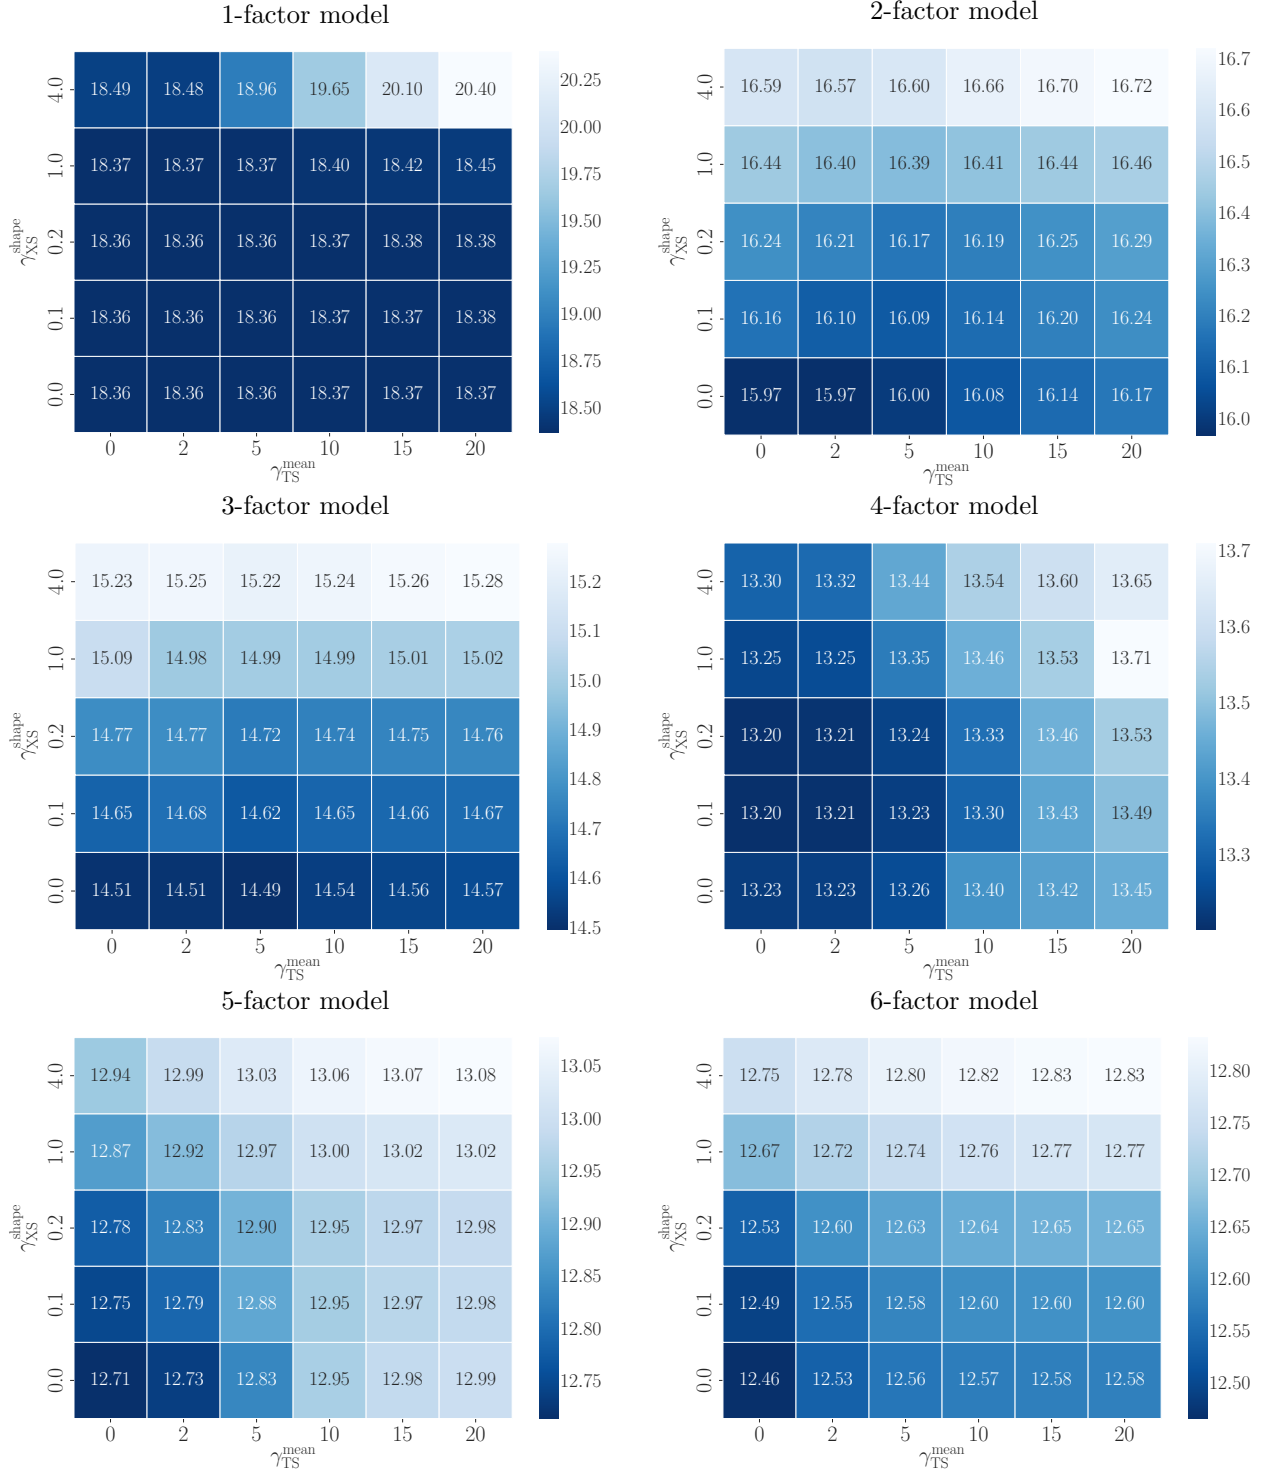 1-factor model
4.0 18.49 18.48 18.96 19.65 20.10 20.40
1.0 18.37 18.37 18.37 18.40 18.42 18.45
0.2 18.36 18.36 18.36 18.37 18.38 18.38
0.1 18.36 18.36 18.36 18.37 18.37 18.38
0.0 18.36 18.36 18.36 18.37 18.37 18.37
0 2 5 10 15 20
γ_TS^mean
γ_XS^shape
20.25
20.00
19.75
19.50
19.25
19.00
18.75
18.50
2-factor model
4.0 16.59 16.57 16.60 16.66 16.70 16.72
1.0 16.44 16.40 16.39 16.41 16.44 16.46
0.2 16.24 16.21 16.17 16.19 16.25 16.29
0.1 16.16 16.10 16.09 16.14 16.20 16.24
0.0 15.97 15.97 16.00 16.08 16.14 16.17
0 2 5 10 15 20
γ_TS^mean
γ_XS^shape
16.7
16.6
16.5
16.4
16.3
16.2
16.1
16.0
3-factor model
4.0 15.23 15.25 15.22 15.24 15.26 15.28
1.0 15.09 14.98 14.99 14.99 15.01 15.02
0.2 14.77 14.77 14.72 14.74 14.75 14.76
0.1 14.65 14.68 14.62 14.65 14.66 14.67
0.0 14.51 14.51 14.49 14.54 14.56 14.57
0 2 5 10 15 20
γ_TS^mean
γ_XS^shape
15.2
15.1
15.0
14.9
14.8
14.7
14.6
14.5
4-factor model
4.0 13.30 13.32 13.44 13.54 13.60 13.65
1.0 13.25 13.25 13.35 13.46 13.53 13.71
0.2 13.20 13.21 13.24 13.33 13.46 13.53
0.1 13.20 13.21 13.23 13.30 13.43 13.49
0.0 13.23 13.23 13.26 13.40 13.42 13.45
0 2 5 10 15 20
γ_TS^mean
γ_XS^shape
13.7
13.6
13.5
13.4
13.3
5-factor model
4.0 12.94 12.99 13.03 13.06 13.07 13.08
1.0 12.87 12.92 12.97 13.00 13.02 13.02
0.2 12.78 12.83 12.90 12.95 12.97 12.98
0.1 12.75 12.79 12.88 12.95 12.97 12.98
0.0 12.71 12.73 12.83 12.95 12.98 12.99
0 2 5 10 15 20
γ_TS^mean
γ_XS^shape
13.05
13.00
12.95
12.90
12.85
12.80
12.75
6-factor model
4.0 12.75 12.78 12.80 12.82 12.83 12.83
1.0 12.67 12.72 12.74 12.76 12.77 12.77
0.2 12.53 12.60 12.63 12.64 12.65 12.65
0.1 12.49 12.55 12.58 12.60 12.60 12.60
0.0 12.46 12.53 12.56 12.57 12.58 12.58
0 2 5 10 15 20
γ_TS^mean
γ_XS^shape
12.80
12.75
12.70
12.65
12.60
12.55
12.50